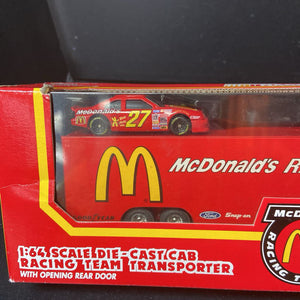 McDonald's
27
McDonald's R
Ford
Snap-on
McD
RACING TEAM
1:64 SCALE DIE-CAST CAB
RACING TEAM TRANSPORTER
WITH OPENING REAR DOOR